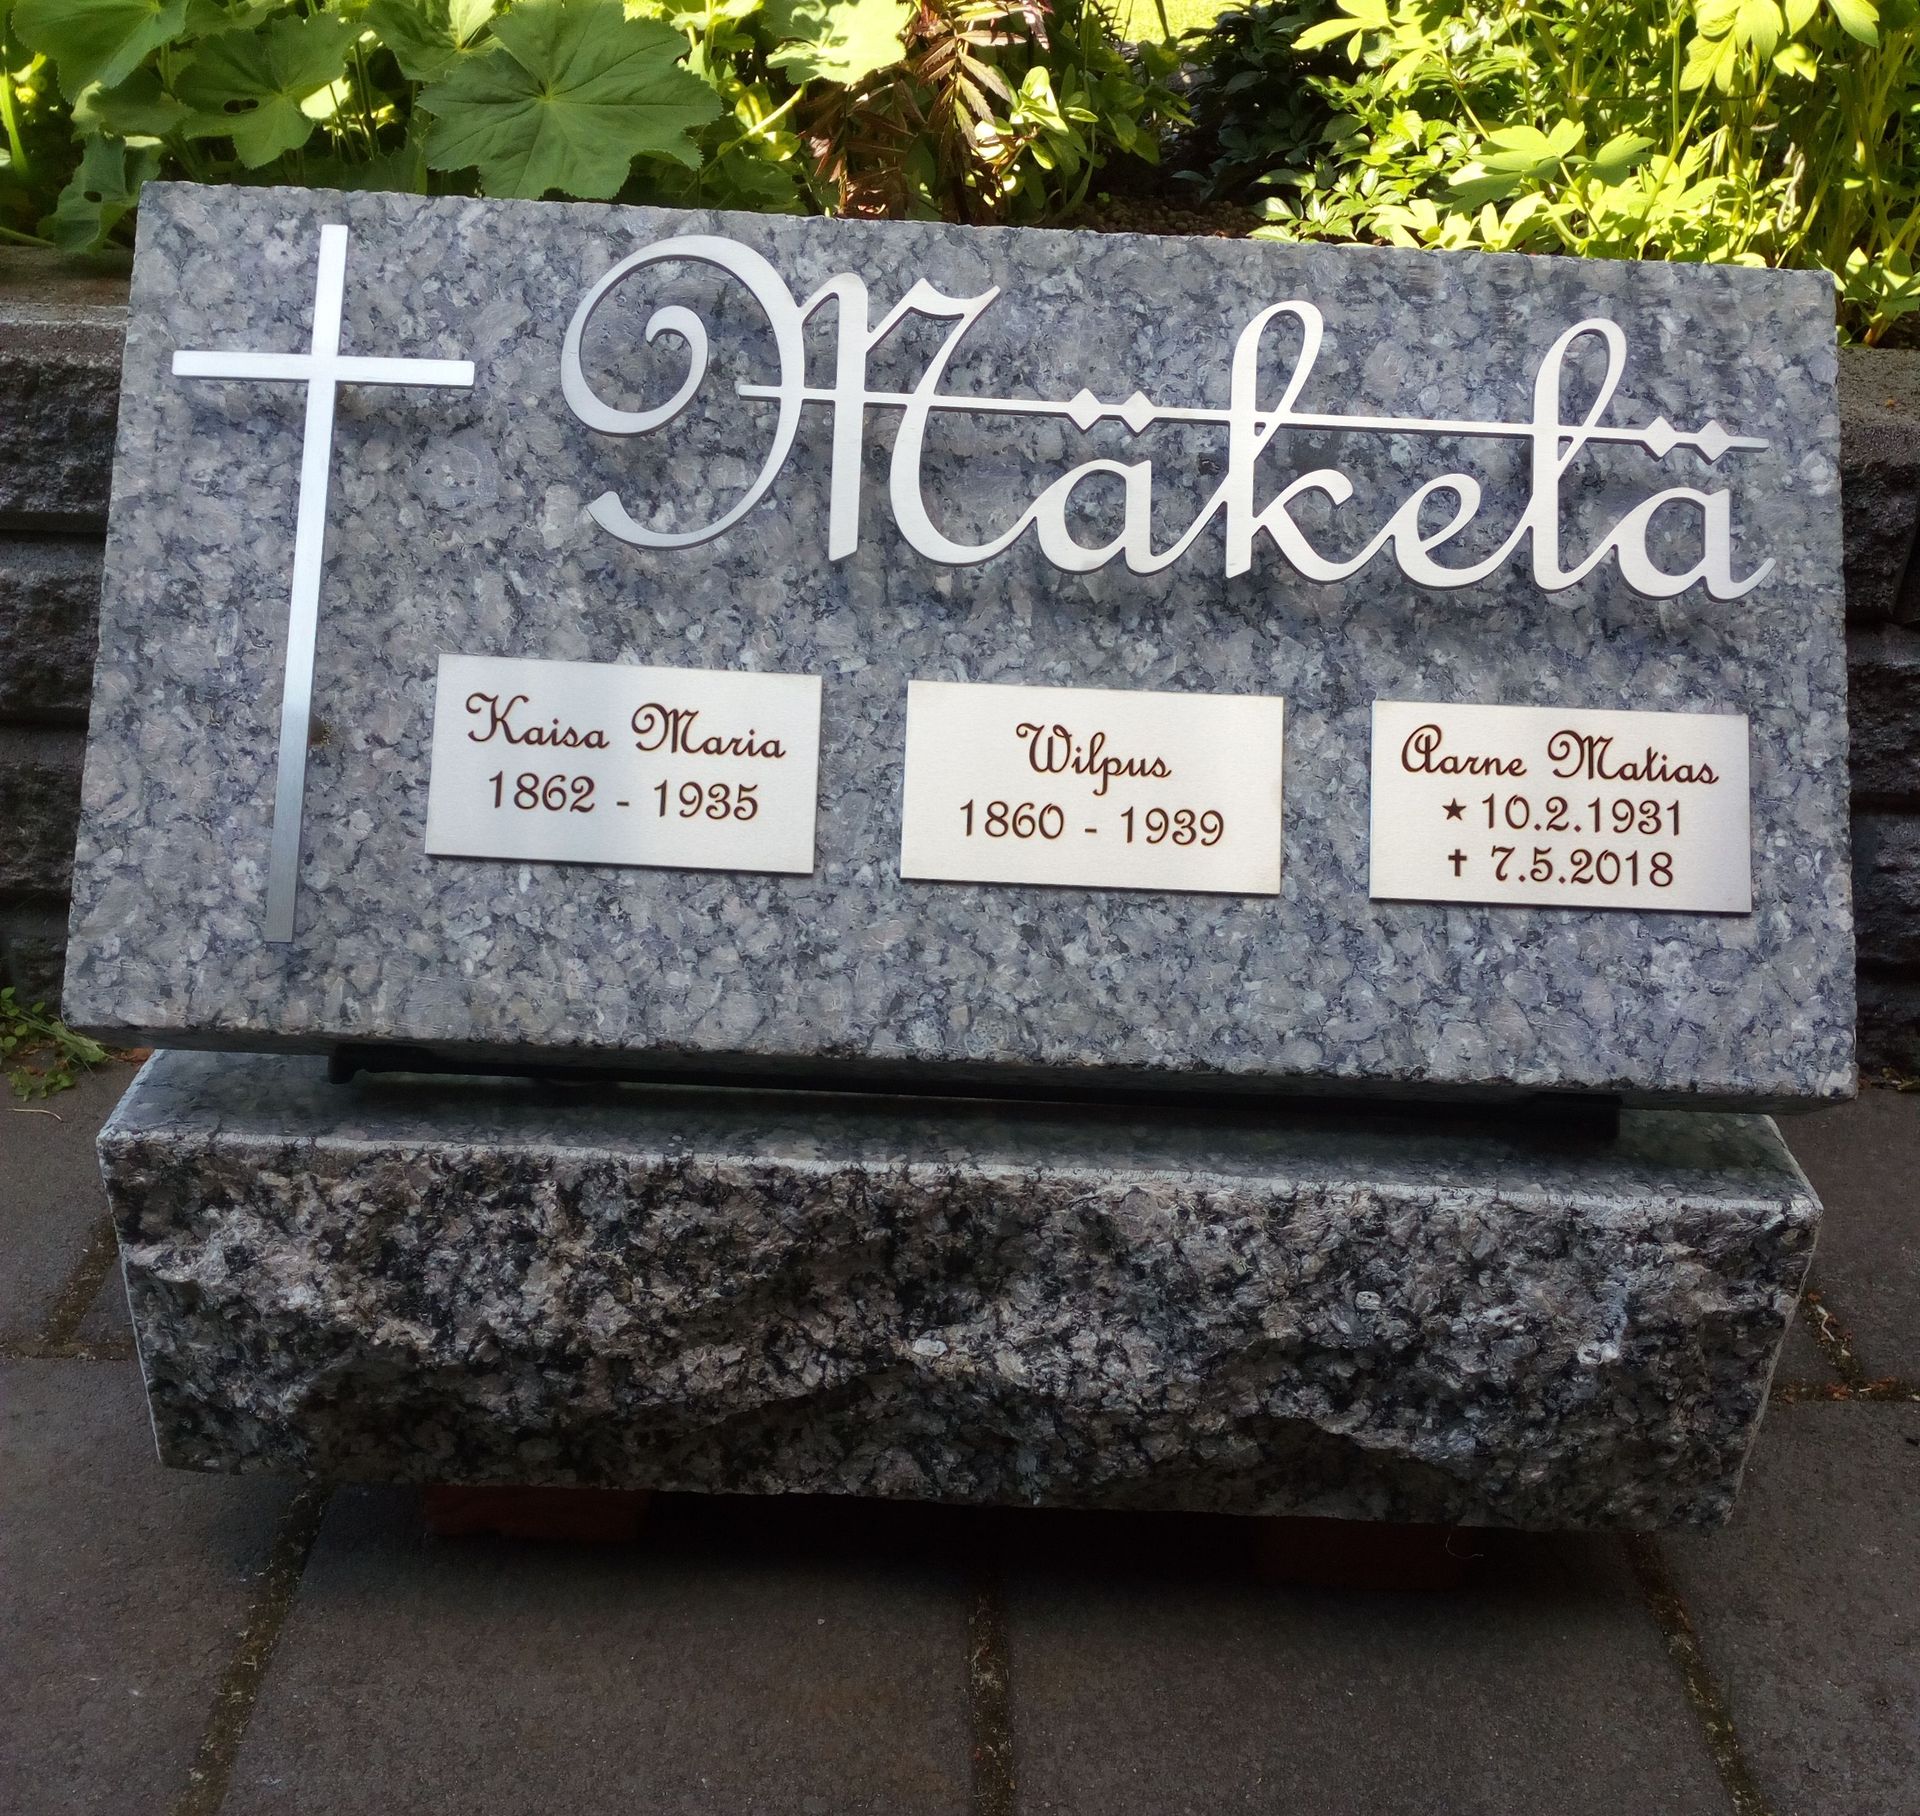 Mäkelä
Kaisa Maria
1862 - 1935
Wilpus
1860 - 1939
Aarne Matias
★ 10.2.1931
✝ 7.5.2018